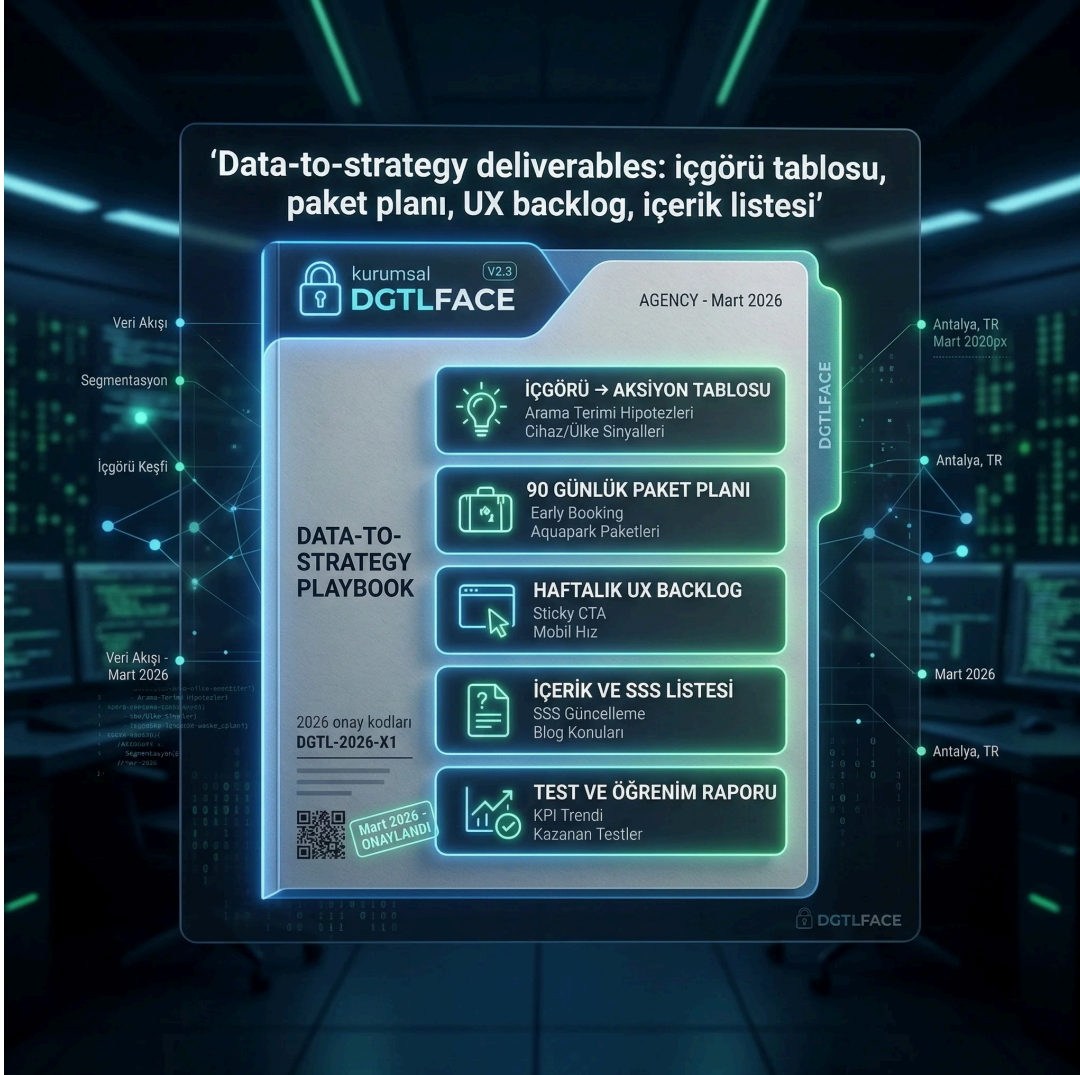 ‘Data-to-strategy deliverables: içgörü tablosu,
paket planı, UX backlog, içerik listesi’
kurumsal
V2.3
DGTLFACE
AGENCY - Mart 2026
DGTLFACE
Veri Akışı
Segmentasyon
İçgörü Keşfi
Veri Akışı -
Mart 2026
DATA-TO-
STRATEGY
PLAYBOOK
2026 onay kodları
DGTL-2026-X1
Mart 2026 -
ONAYLANDI
İÇGÖRÜ → AKSİYON TABLOSU
Arama Terimi Hipotezleri
Cihaz/Ülke Sinyalleri
90 GÜNLÜK PAKET PLANI
Early Booking
Aquapark Paketleri
HAFTALIK UX BACKLOG
Sticky CTA
Mobil Hız
İÇERİK VE SSS LİSTESİ
SSS Güncelleme
Blog Konuları
TEST VE ÖĞRENİM RAPORU
KPI Trendi
Kazanan Testler
Antalya, TR
Mart 2020px
Antalya, TR
Mart 2026
Antalya, TR
DGTLFACE